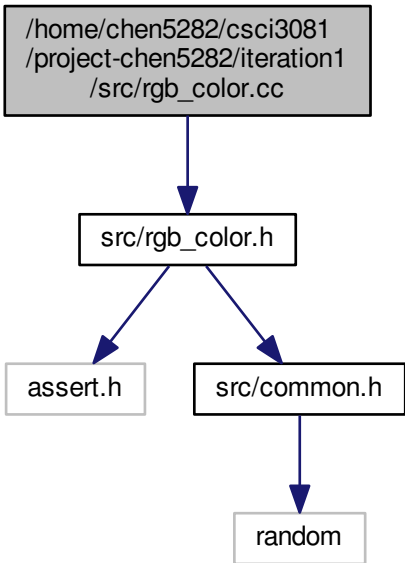 /home/chen5282/csci3081
/project-chen5282/iteration1
/src/rgb_color.cc
src/rgb_color.h
assert.h
src/common.h
random